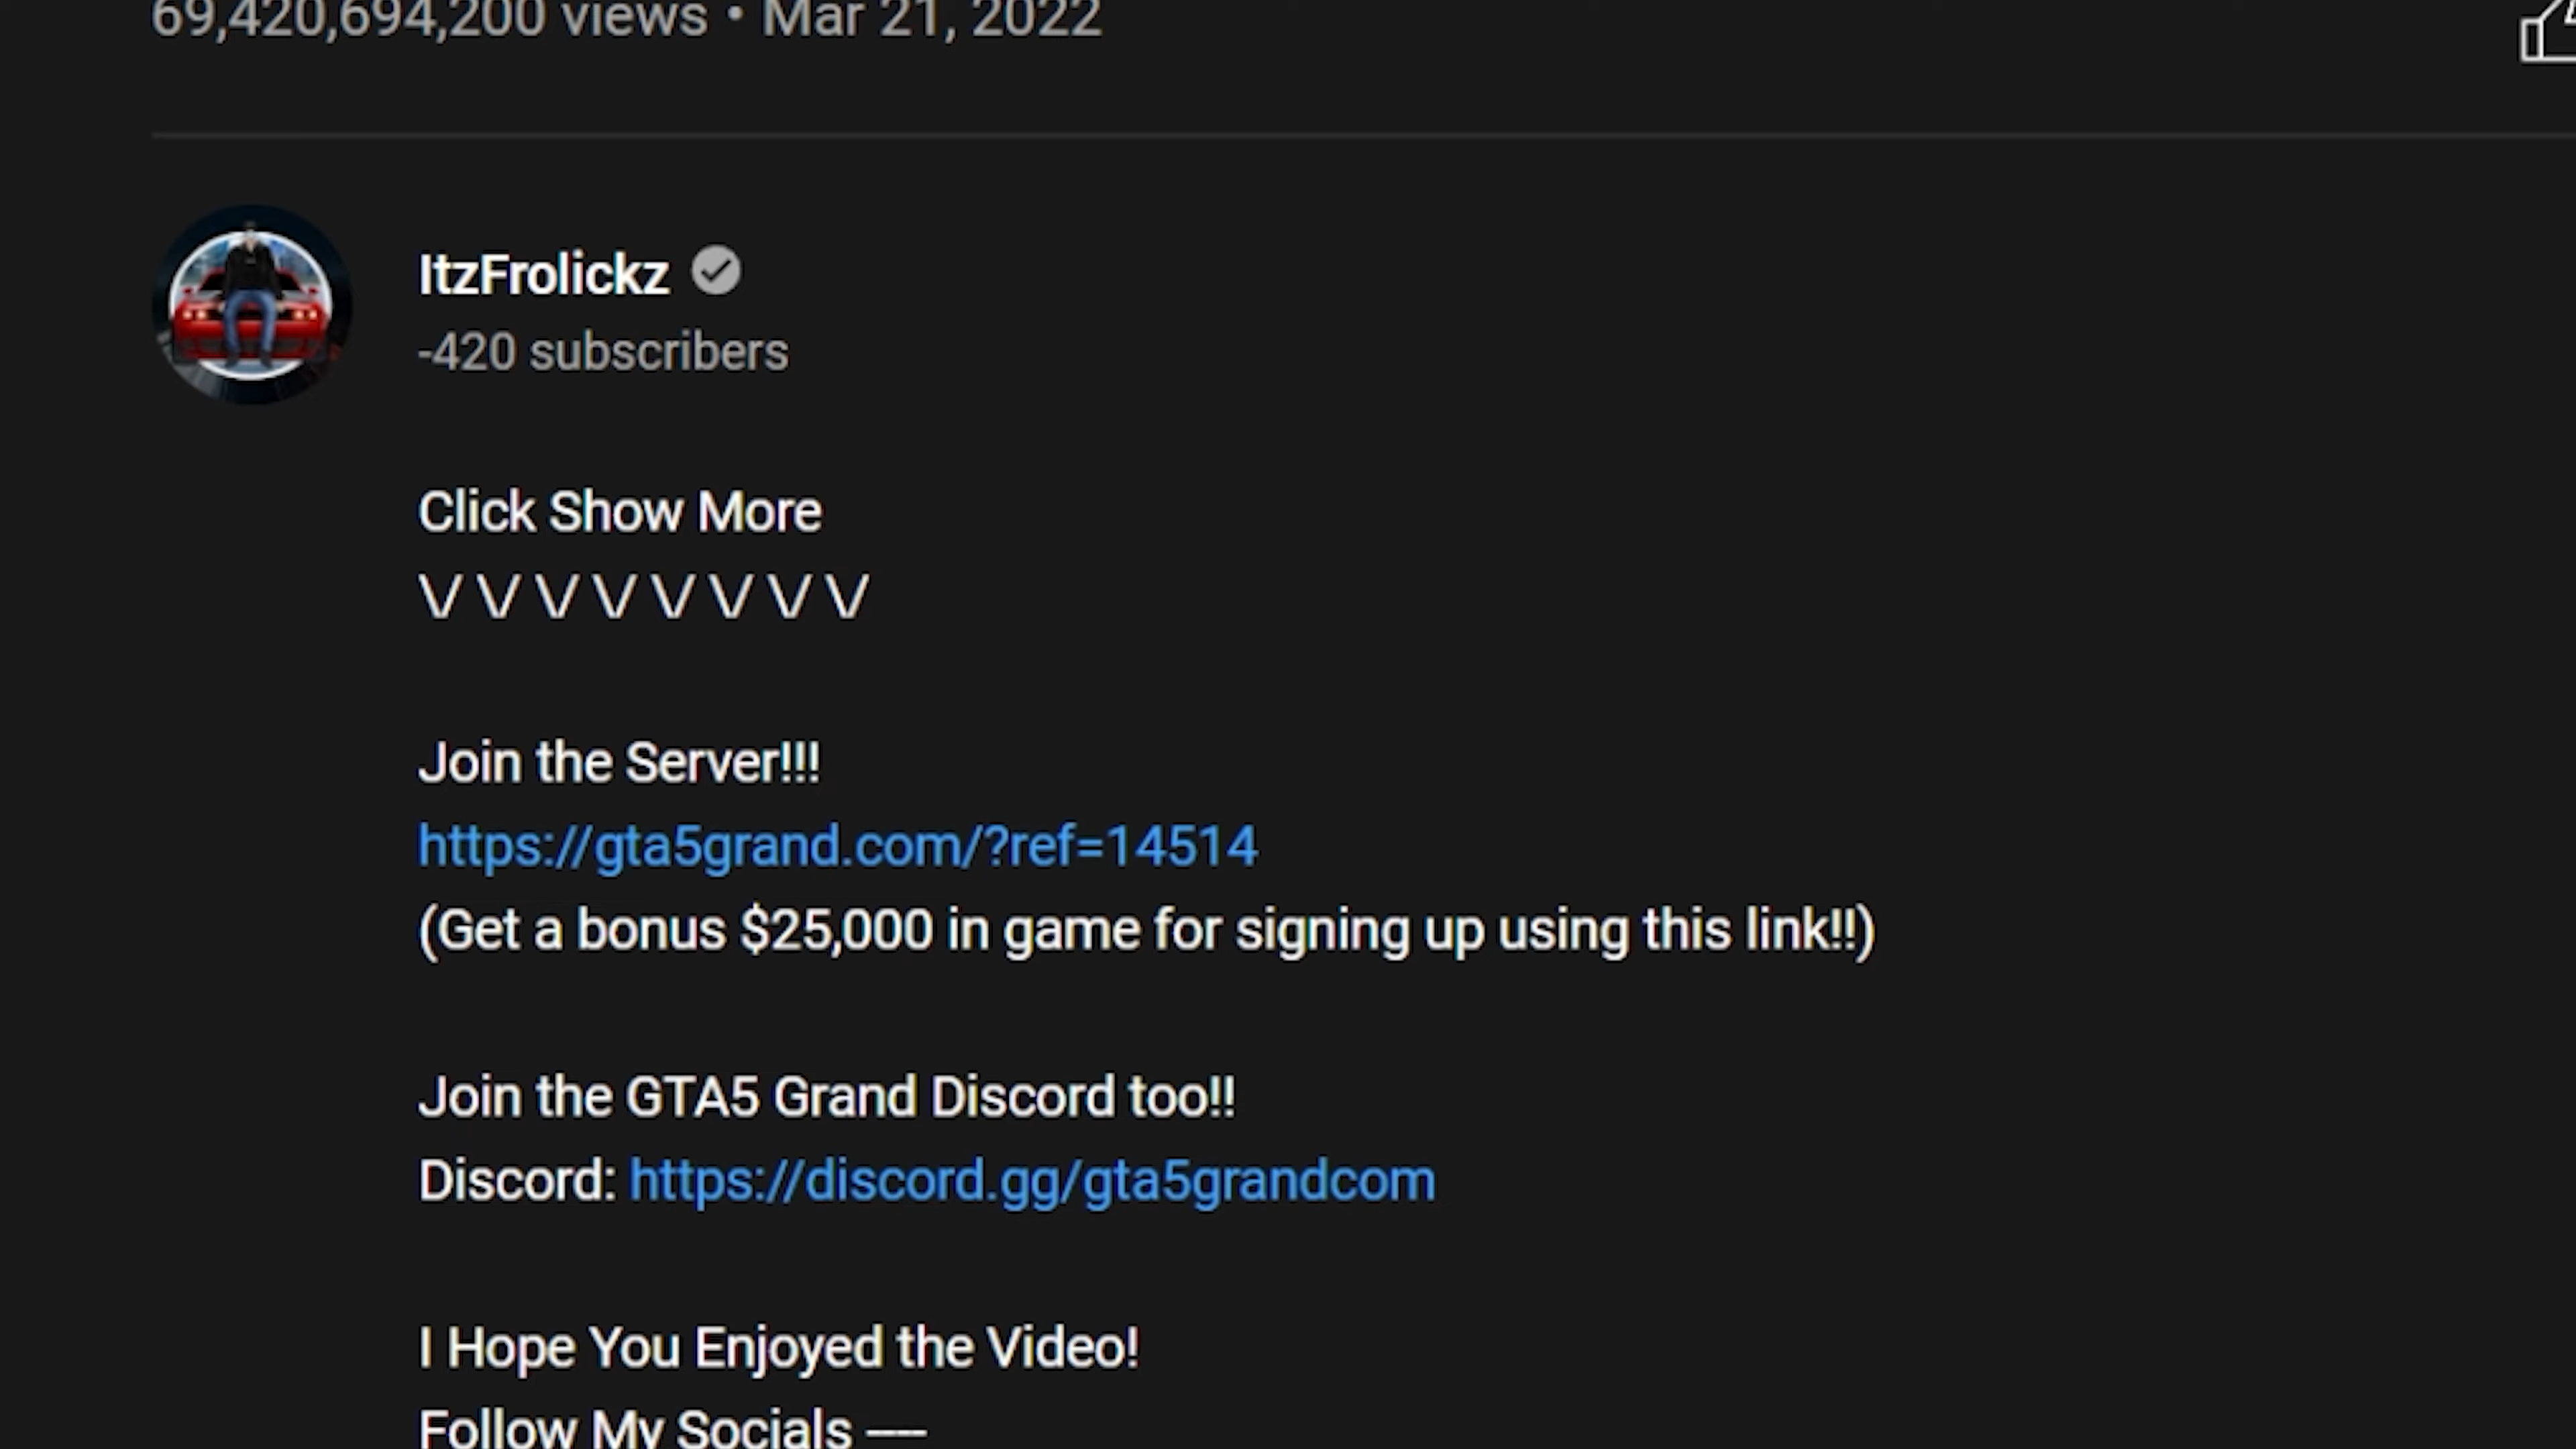 69,420,694,200 views • Mar 21, 2022
ItzFrolickz
-420 subscribers
Click Show More
\/ \/ \/ \/ \/ \/ \/ \/
Join the Server!!!
https://gta5grand.com/?ref=14514
(Get a bonus $25,000 in game for signing up using this link!!)
Join the GTA5 Grand Discord too!!
Discord: https://discord.gg/gta5grandcom
I Hope You Enjoyed the Video!
Follow My Socials ----